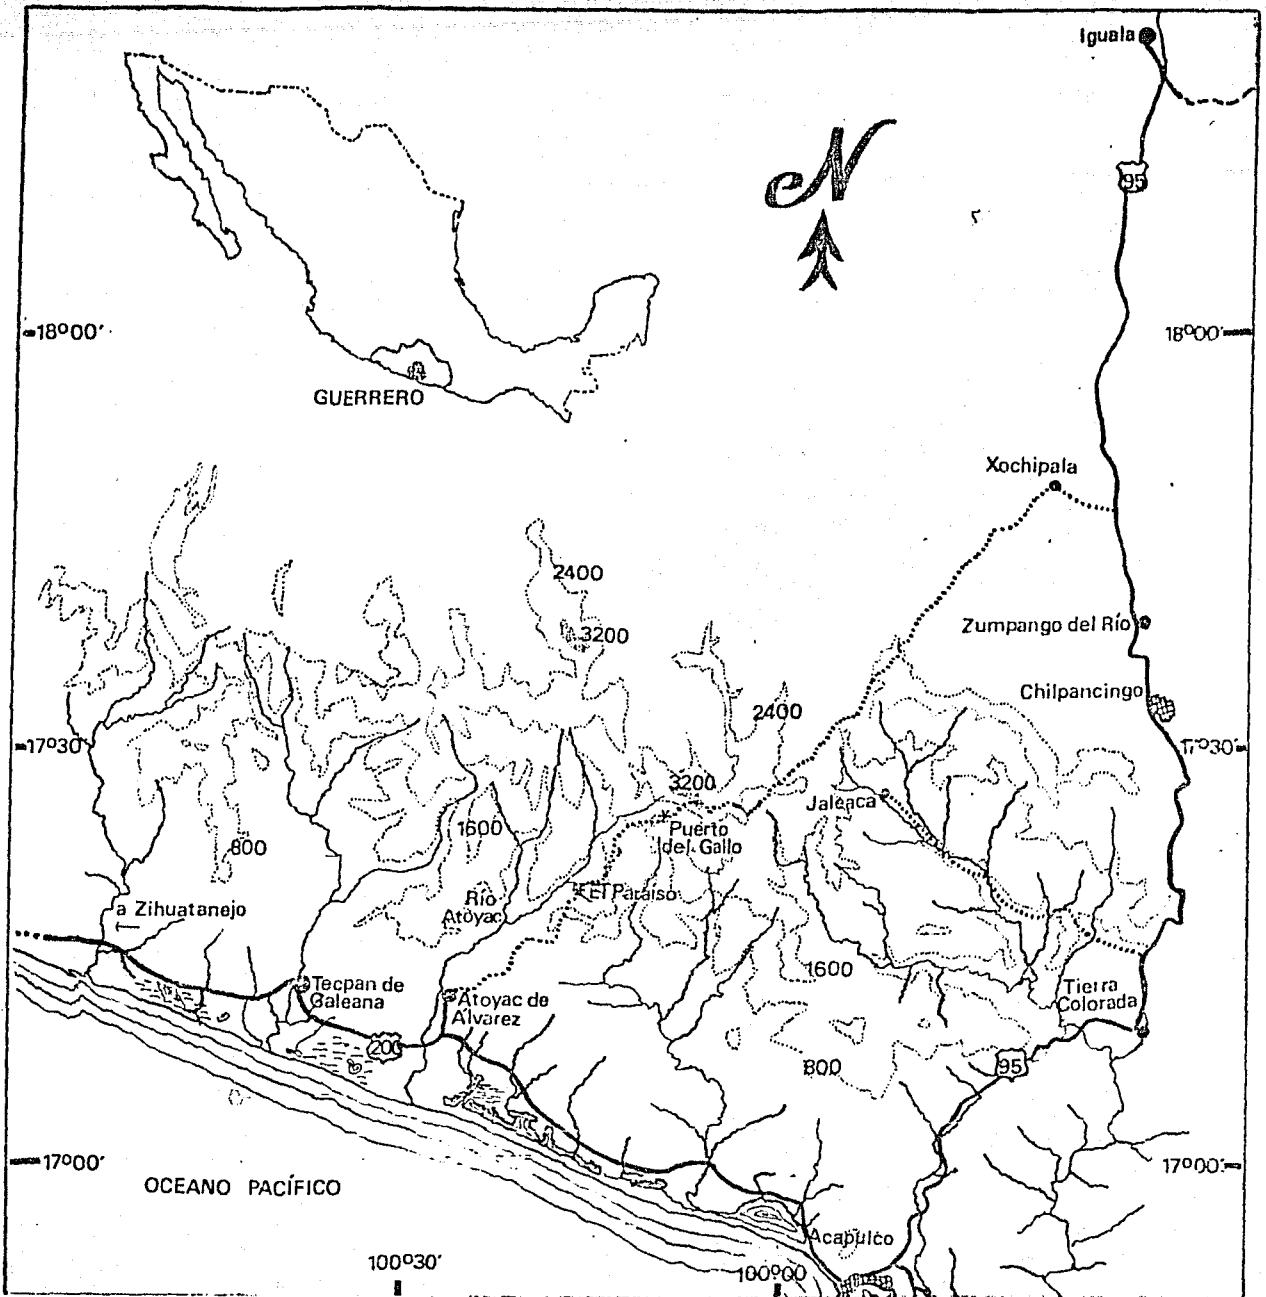 Iguala
N
95
18º00'
18º00'
GUERRERO
Xochipala
2400
3200
Zumpango del Río
Chilpancingo
2400
17º30'
17º30'
3200
Jaleaca
Puerto
del Gallo
1600
800
El Paraíso
Río
Atoyac
a Zihuatanejo
1600
Tecpan de
Galeana
Atoyac de
Alvarez
Tierra
Colorada
200
800
95
17º00'
17º00'
OCEANO PACÍFICO
Acapulco
100º30'
100º00